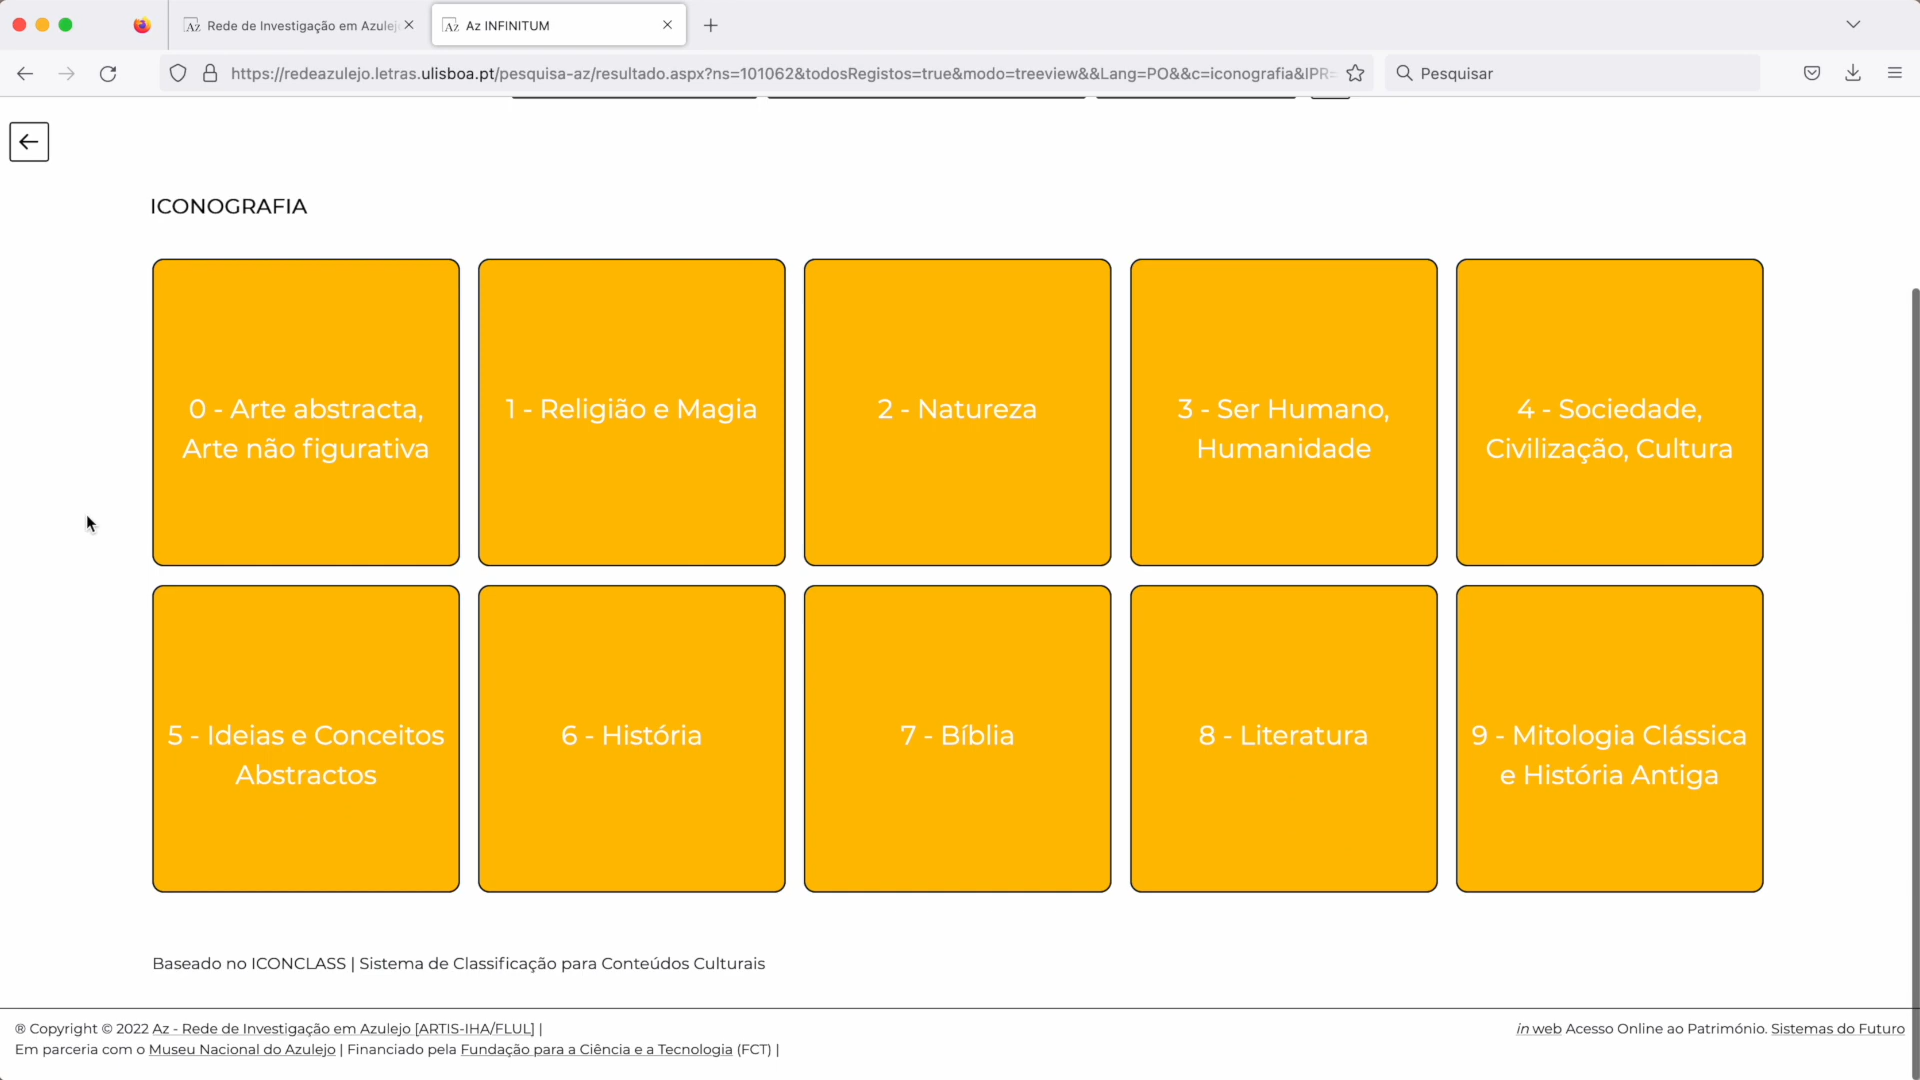 Rede de Investigação em Azulej
Az INFINITUM
https://redeazulejo.letras.ulisboa.pt/pesquisa-az/resultado.aspx?ns=101062&todosRegistos=true&modo=treeview&&Lang=PO&&c=iconografia&IPR=
Pesquisar
ICONOGRAFIA
0 - Arte abstracta,
Arte não figurativa
1 - Religião e Magia
2 - Natureza
3 - Ser Humano,
Humanidade
4 - Sociedade,
Civilização, Cultura
5 - Ideias e Conceitos
Abstractos
6 - História
7 - Bíblia
8 - Literatura
9 - Mitologia Clássica
e História Antiga
Baseado no ICONCLASS | Sistema de Classificação para Conteúdos Culturais
® Copyright © 2022 Az - Rede de Investigação em Azulejo [ARTIS-IHA/FLUL] |
in web Acesso Online ao Património. Sistemas do Futuro
Em parceria com o Museu Nacional do Azulejo | Financiado pela Fundação para a Ciência e a Tecnologia (FCT) |